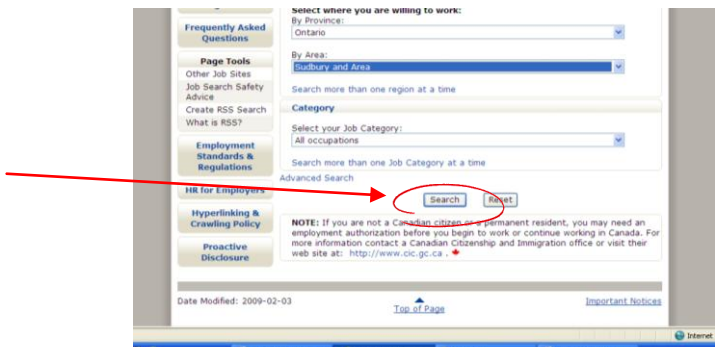 Frequently Asked
Questions
Page Tools
Other Job Sites
Job Search Safety
Advice
Create RSS Search
What is RSS?
Employment
Standards &
Regulations
HR for Employers
Hyperlinking &
Crawling Policy
Proactive
Disclosure
Select where you are willing to work:
By Province:
Ontario
By Area:
Sudbury and Area
Search more than one region at a time
Category
Select your Job Category:
All occupations
Search more than one Job Category at a time
Advanced Search
Search Reset
NOTE: If you are not a Canadian citizen or a permanent resident, you may need an
employment authorization before you begin to work or continue working in Canada. For
more information contact a Canadian Citizenship and Immigration office or visit their
web site at: http://www.cic.gc.ca .
Date Modified: 2009-02-03
Top of Page
Important Notices
Internet